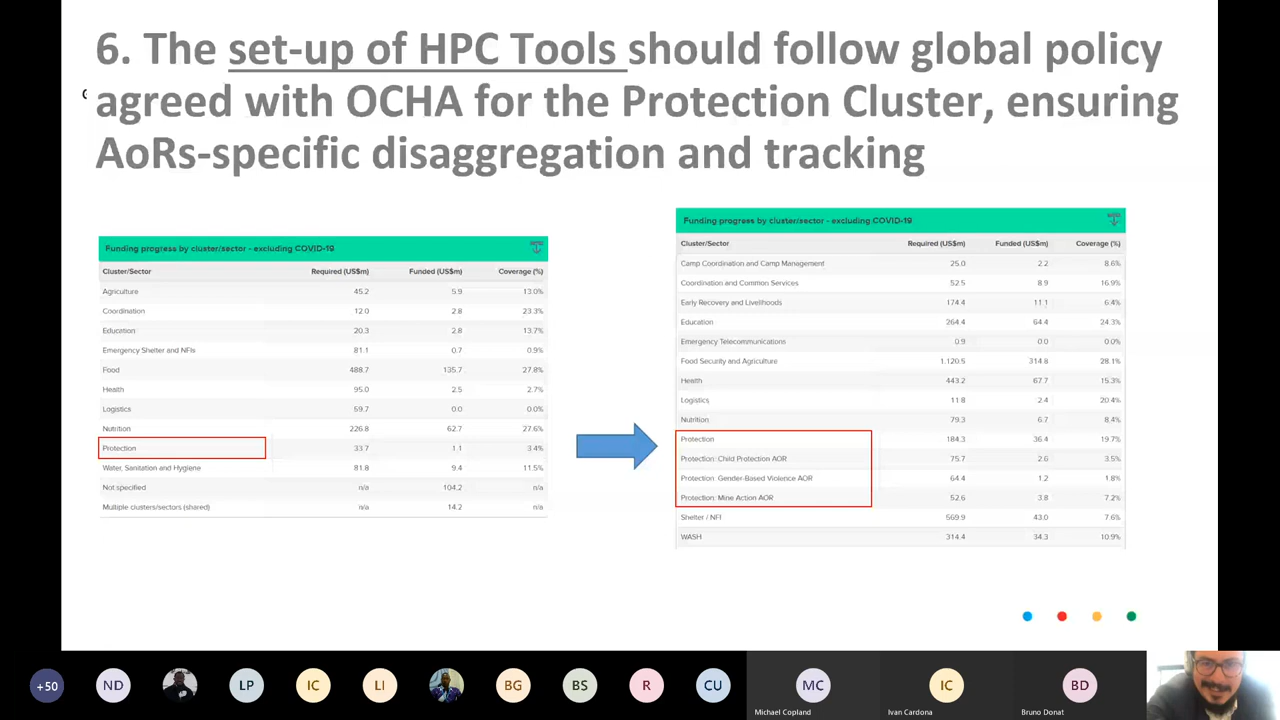 6. The set-up of HPC Tools should follow global policy
agreed with OCHA for the Protection Cluster, ensuring
AoRs-specific disaggregation and tracking
Funding progress by cluster/sector - excluding COVID-19
Cluster/Sector Required (US$m) Funded (US$m) Coverage (%)
Agriculture 45.2 5.9 13.0%
Coordination 12.0 2.8 23.3%
Education 20.3 2.8 13.7%
Emergency Shelter and NFIs 81.1 0.7 0.9%
Food 488.7 135.7 27.8%
Health 95.0 2.5 2.7%
Logistics 59.7 0.0 0.0%
Nutrition 226.8 62.7 27.6%
Protection 33.7 1.1 3.4%
Water, Sanitation and Hygiene 81.8 9.4 11.5%
Not specified n/a 104.2 n/a
Multiple clusters/sectors (shared) n/a 14.2 n/a
Funding progress by cluster/sector - excluding COVID-19
Cluster/Sector Required (US$m) Funded (US$m) Coverage (%)
Camp Coordination and Camp Management 25.0 2.2 8.6%
Coordination and Common Services 52.5 8.9 16.9%
Early Recovery and Livelihoods 174.4 11.1 6.4%
Education 264.4 64.4 24.3%
Emergency Telecommunications 0.9 0.0 0.0%
Food Security and Agriculture 1,120.5 314.8 28.1%
Health 443.2 67.7 15.3%
Logistics 11.8 2.4 20.4%
Nutrition 79.3 6.7 8.4%
Protection 184.3 36.4 19.7%
Protection: Child Protection AOR 75.7 2.6 3.5%
Protection: Gender-Based Violence AOR 64.4 1.2 1.8%
Protection: Mine Action AOR 52.6 3.8 7.2%
Shelter / NFI 569.9 43.0 7.6%
WASH 314.4 34.3 10.9%
+50 ND LP IC LI BG BS R CU MC IC BD
Michael Copland Ivan Cardona Bruno Donat